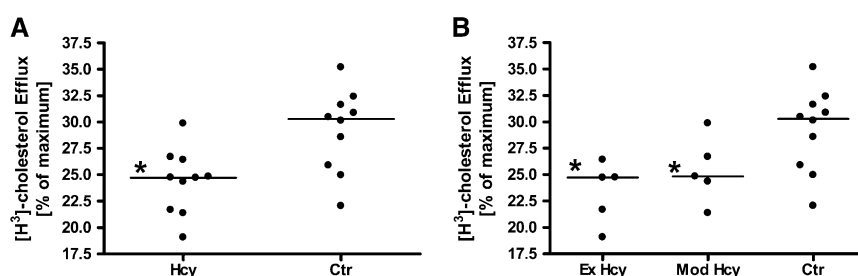 A
[H³]-cholesterol Efflux
[% of maximum]
37.5
35.0
32.5
30.0
27.5
25.0
22.5
20.0
17.5
*
Hcy
Ctr
B
[H³]-cholesterol Efflux
[% of maximum]
37.5
35.0
32.5
30.0
27.5
25.0
22.5
20.0
17.5
*
*
Ex Hcy
Mod Hcy
Ctr